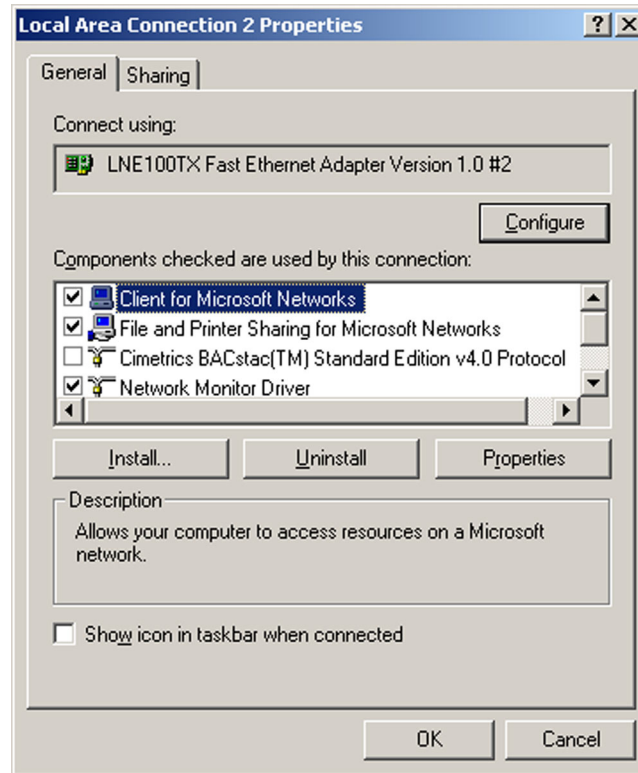 Local Area Connection 2 Properties
General Sharing
Connect using:
LNE100TX Fast Ethernet Adapter Version 1.0 #2
Configure
Components checked are used by this connection:
Client for Microsoft Networks
File and Printer Sharing for Microsoft Networks
Cimetrics BACstac(TM) Standard Edition v4.0 Protocol
Network Monitor Driver
Install... Uninstall Properties
Description
Allows your computer to access resources on a Microsoft
network.
Show icon in taskbar when connected
OK Cancel